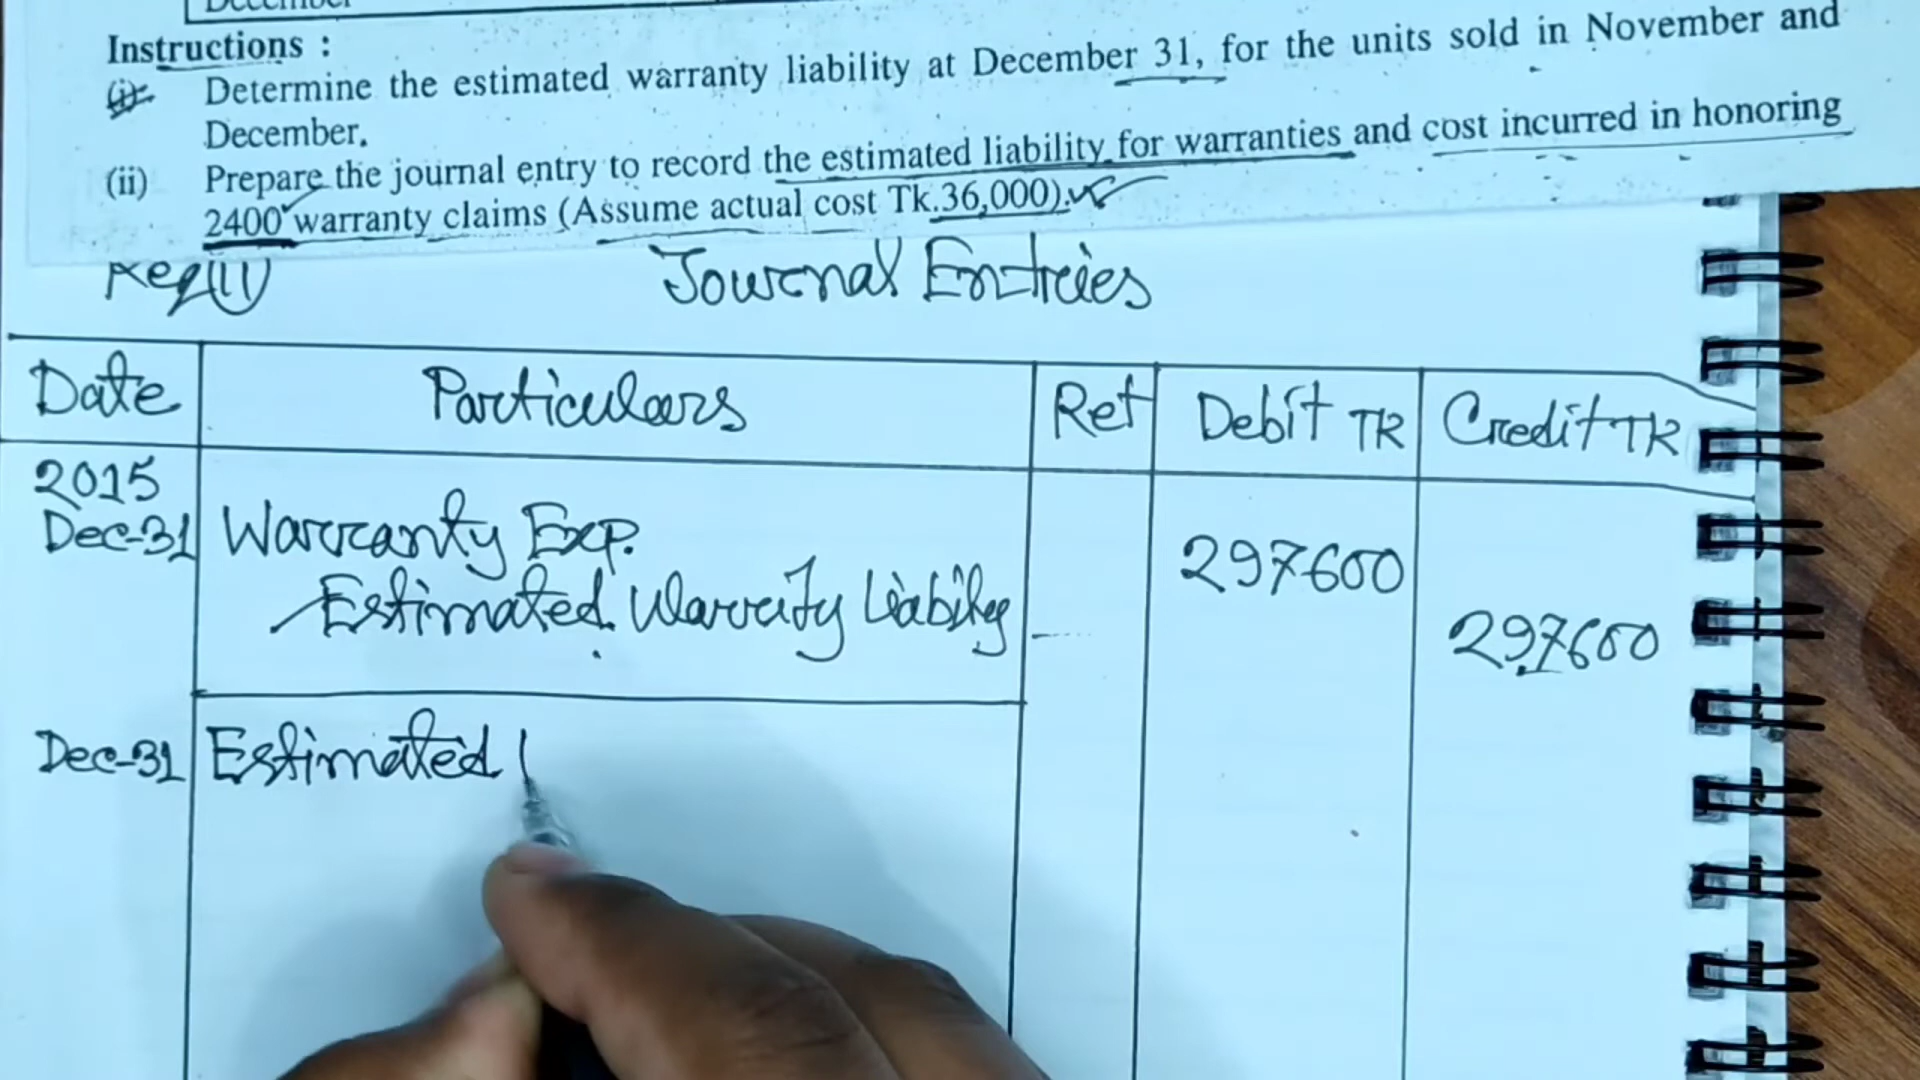 December
Instructions :
(i) Determine the estimated warranty liability at December 31, for the units sold in November and
December.
(ii) Prepare the journal entry to record the estimated liability for warranties and cost incurred in honoring
2400 warranty claims (Assume actual cost Tk.36,000).
Req(ii) Journal Entries
Date Particulars Ref Debit TK Credit TK
2015
Dec-31 Warranty Exp. 297600
Estimated Warrity Liability 297600
Dec-31 Estimated